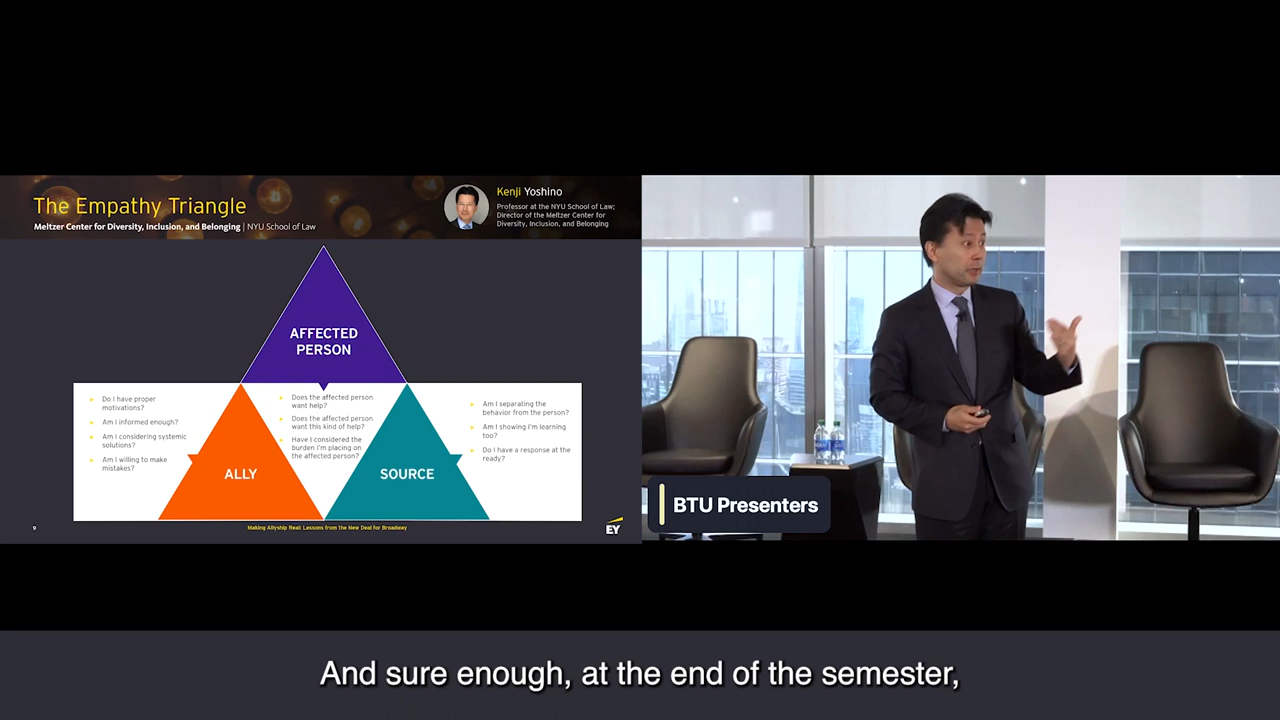 The Empathy Triangle
Meltzer Center for Diversity, Inclusion, and Belonging | NYU School of Law
Kenji Yoshino
Professor at the NYU School of Law;
Director of the Meltzer Center for
Diversity, Inclusion, and Belonging
AFFECTED
PERSON
Do I have proper
motivations?
Am I informed enough?
Am I considering systemic
solutions?
Am I willing to make
mistakes?
ALLY
Does the affected person
want help?
Does the affected person
want this kind of help?
Have I considered the
burden I'm placing on
the affected person?
SOURCE
Am I separating the
behavior from the person?
Am I showing I'm learning
too?
Do I have a response at the
ready?
9
Making Allyship Real: Lessons from the New Deal for Broadway
EY
BTU Presenters
And sure enough, at the end of the semester,